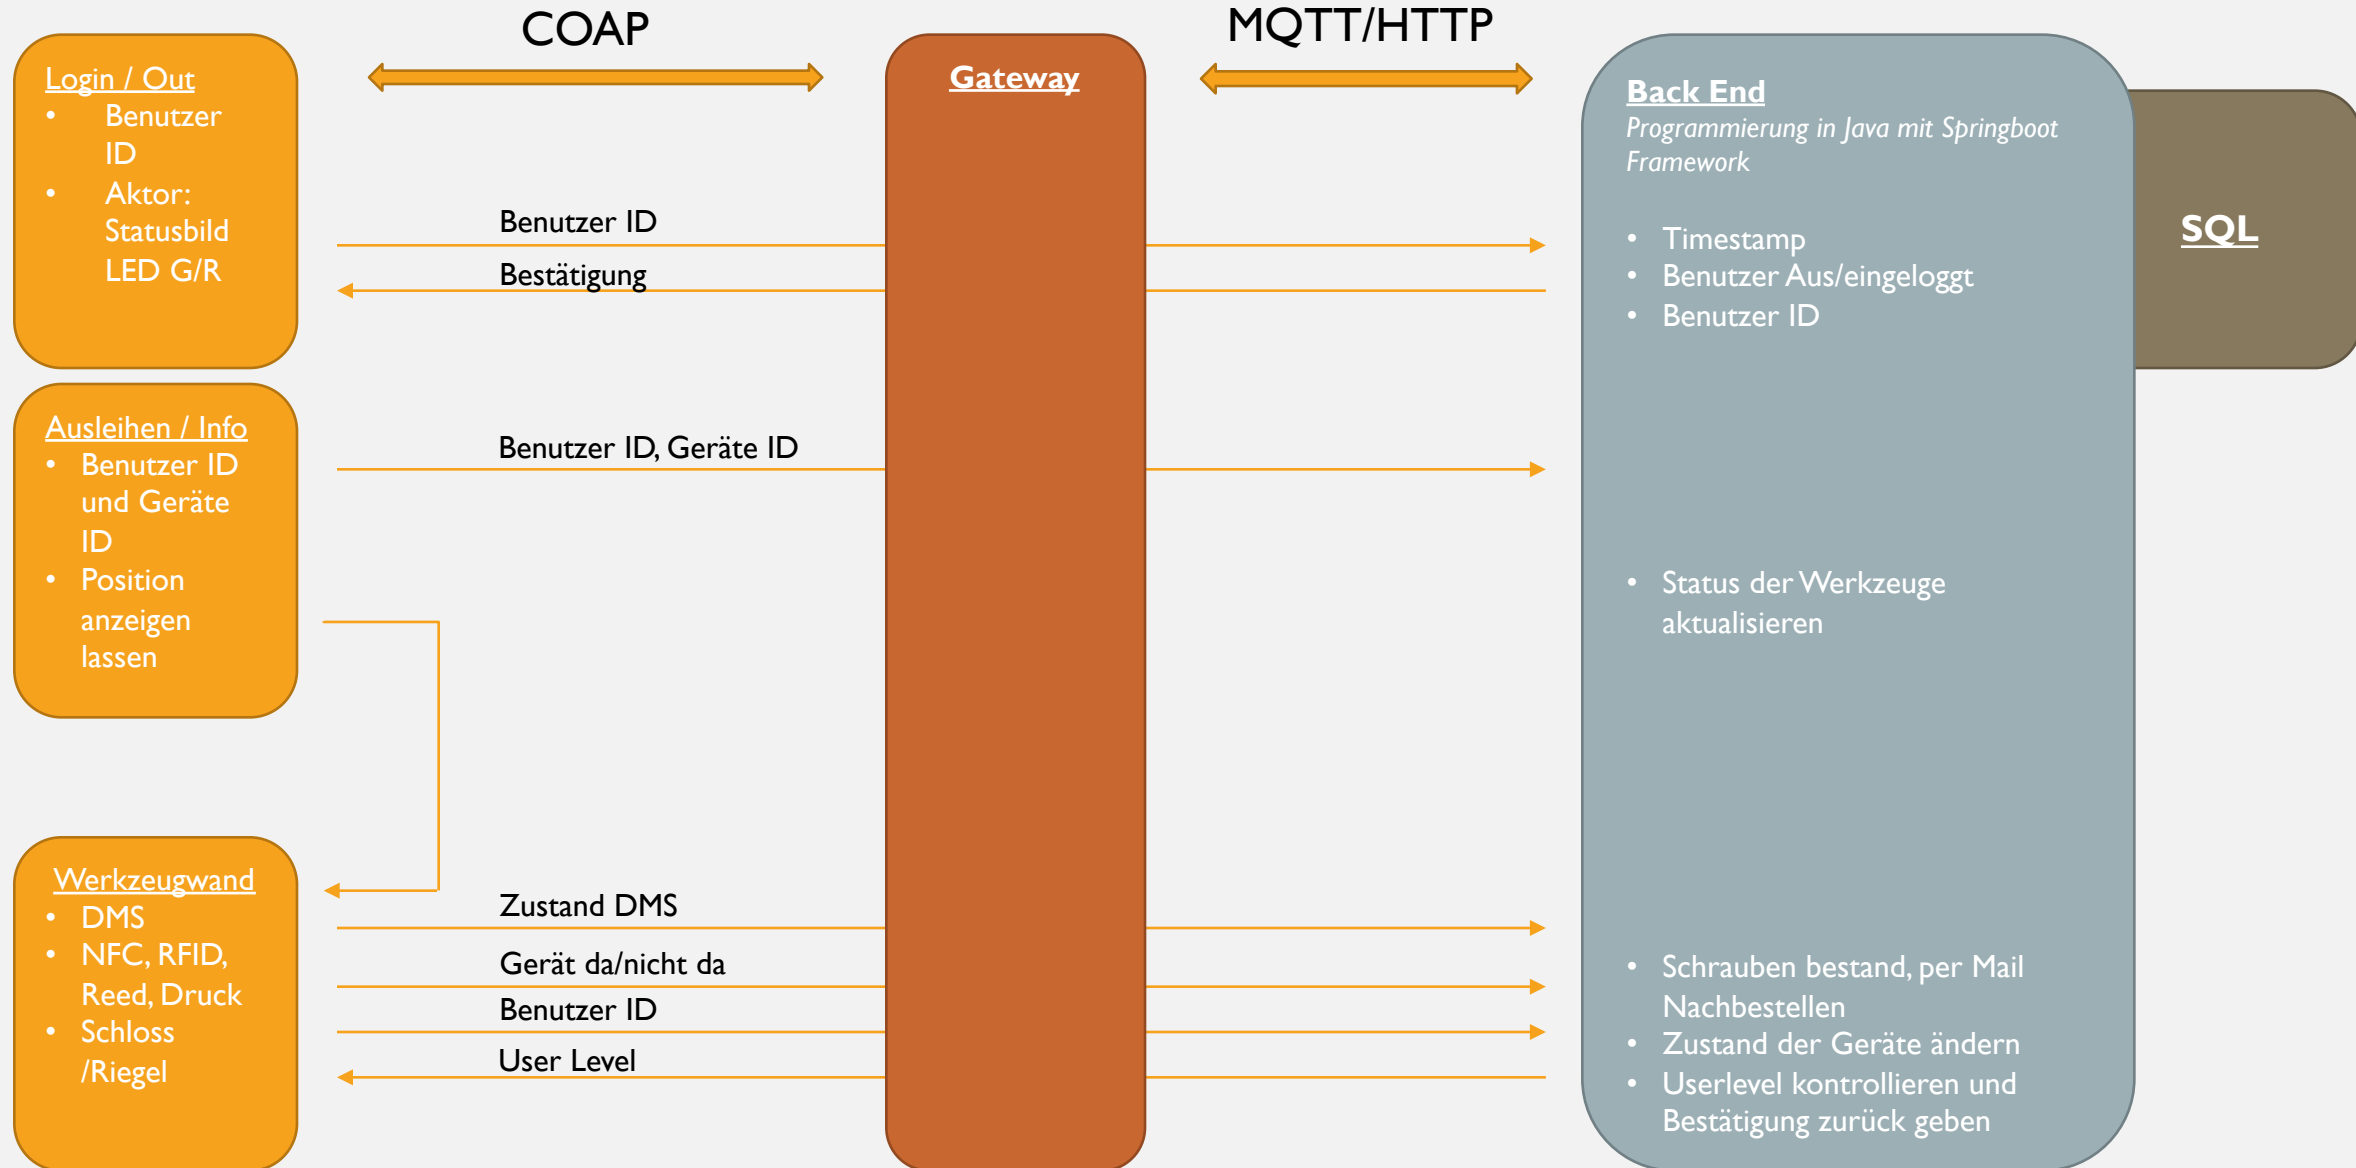 COAP
MQTT/HTTP
Login / Out
• Benutzer
ID
• Aktor:
Statusbild
LED G/R
Ausleihen / Info
• Benutzer ID
und Geräte
ID
• Position
anzeigen
lassen
Werkzeugwand
• DMS
• NFC, RFID,
Reed, Druck
• Schloss
/Riegel
Benutzer ID
Bestätigung
Benutzer ID, Geräte ID
Zustand DMS
Gerät da/nicht da
Benutzer ID
User Level
Gateway
Back End
Programmierung in Java mit Springboot
Framework
• Timestamp
• Benutzer Aus/eingeloggt
• Benutzer ID
• Status der Werkzeuge
aktualisieren
• Schrauben bestand, per Mail
Nachbestellen
• Zustand der Geräte ändern
• Userlevel kontrollieren und
Bestätigung zurück geben
SQL